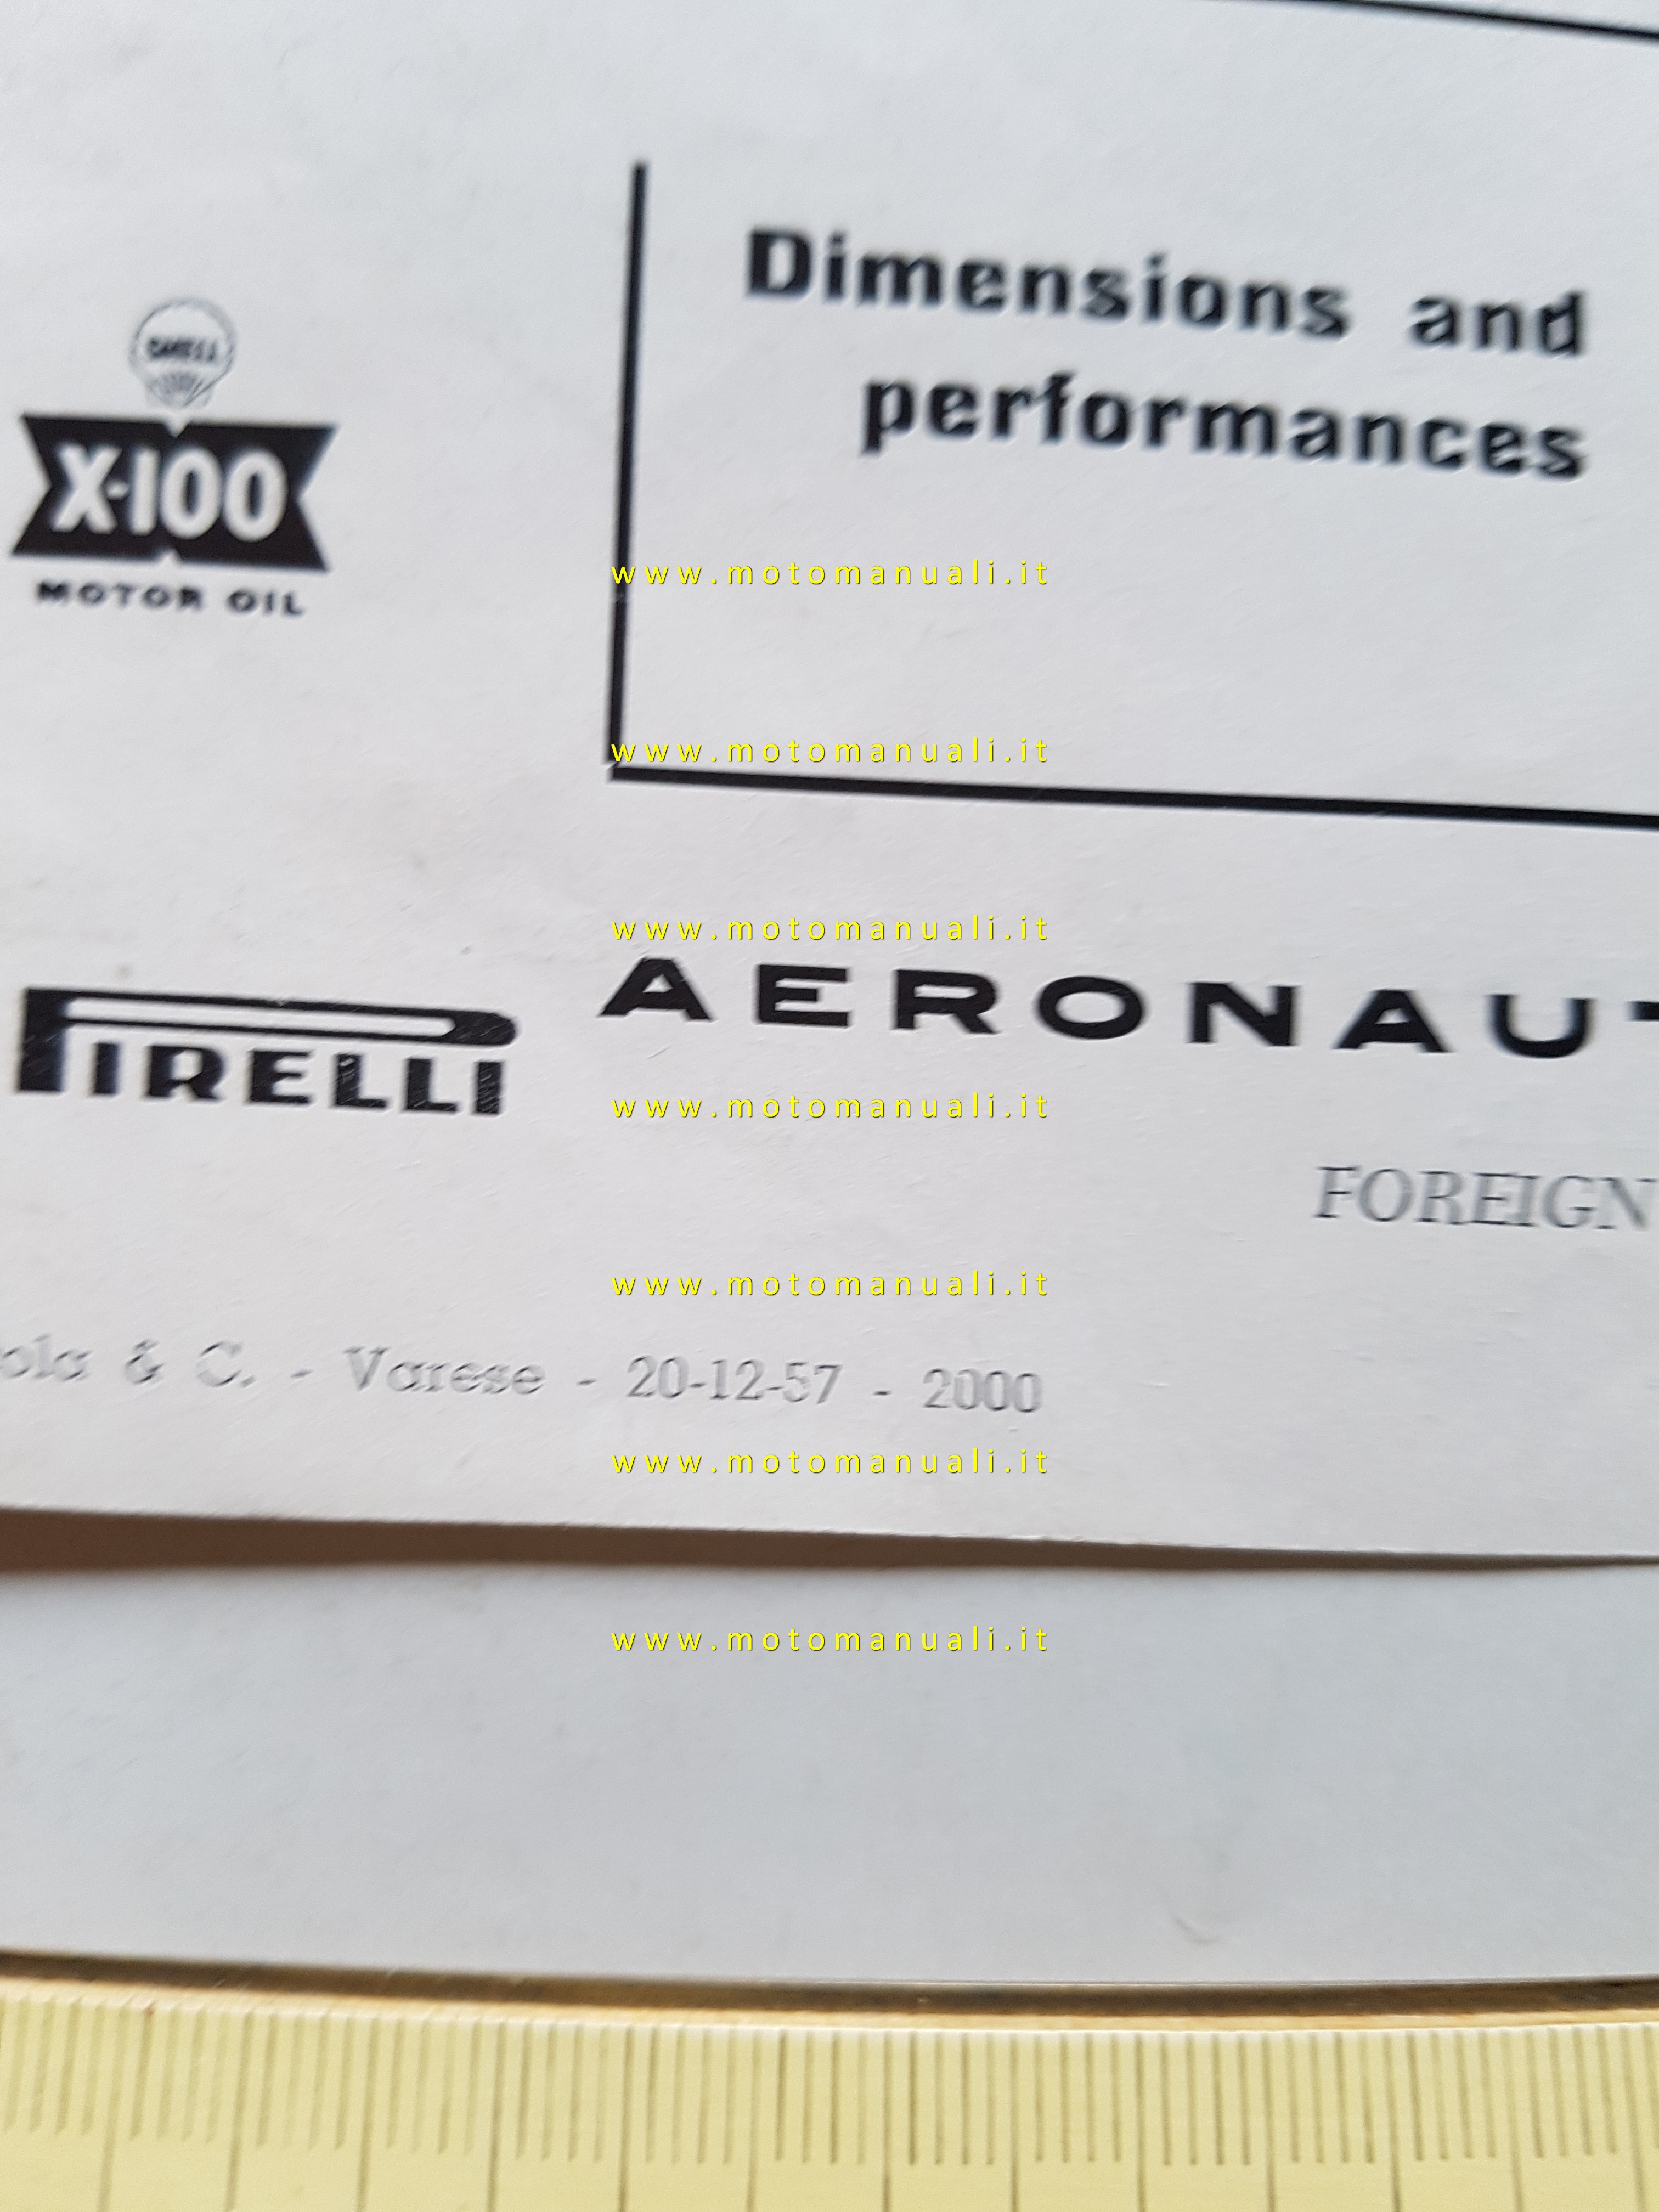 Dimensions and
performances
SHELL
X-100
MOTOR OIL
www.motomanuali.it
www.motomanuali.it
www.motomanuali.it
PIRELLI
AERONAU
www.motomanuali.it
FOREIGN
www.motomanuali.it
& C. - Varese - 20-12-57 - 2000
www.motomanuali.it
www.motomanuali.it